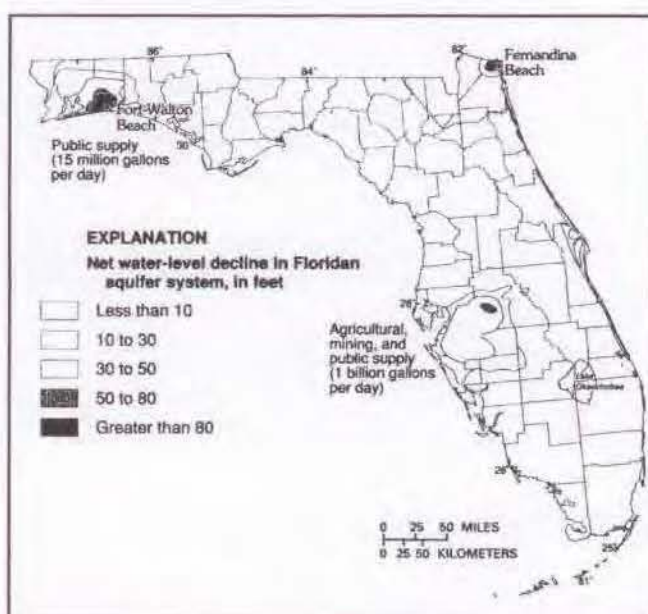 86°
84°
82°
Fernandina
Beach
Fort Walton
Beach
30
Public supply
(15 million gallons
per day)
EXPLANATION
Net water-level decline in Floridan
aquifer system, in feet
Less than 10
10 to 30
30 to 50
50 to 80
Greater than 80
28°
Agricultural,
mining, and
public supply
(1 billion gallons
per day)
Lake
Okeechobee
26°
0 25 50 MILES
0 25 50 KILOMETERS
25°
81°